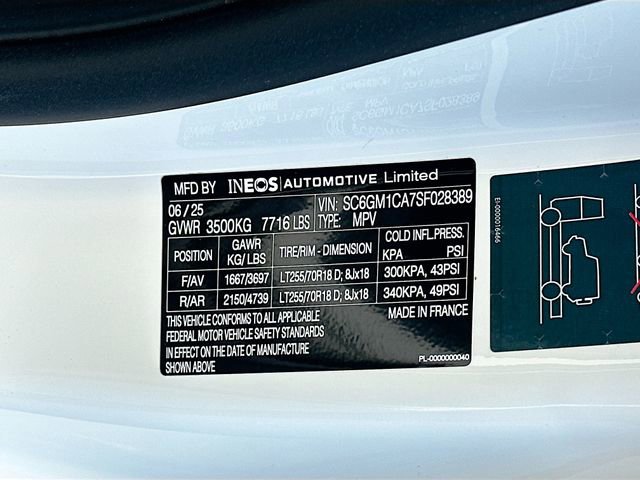 MFD BY INEOS AUTOMOTIVE Limited
06/25 VIN: SC6GM1CA7SF028389
GVWR 3500KG 7716 LBS TYPE: MPV
POSITION GAWR KG/LBS TIRE/RIM - DIMENSION COLD INFL.PRESS. KPA PSI
F/AV 1667/3697 LT255/70R18 D; 8Jx18 300KPA, 43PSI
R/AR 2150/4739 LT255/70R18 D; 8Jx18 340KPA, 49PSI
THIS VEHICLE CONFORMS TO ALL APPLICABLE MADE IN FRANCE
FEDERAL MOTOR VEHICLE SAFETY STANDARDS
IN EFFECT ON THE DATE OF MANUFACTURE
SHOWN ABOVE PL-0000000040
EI-0000016466